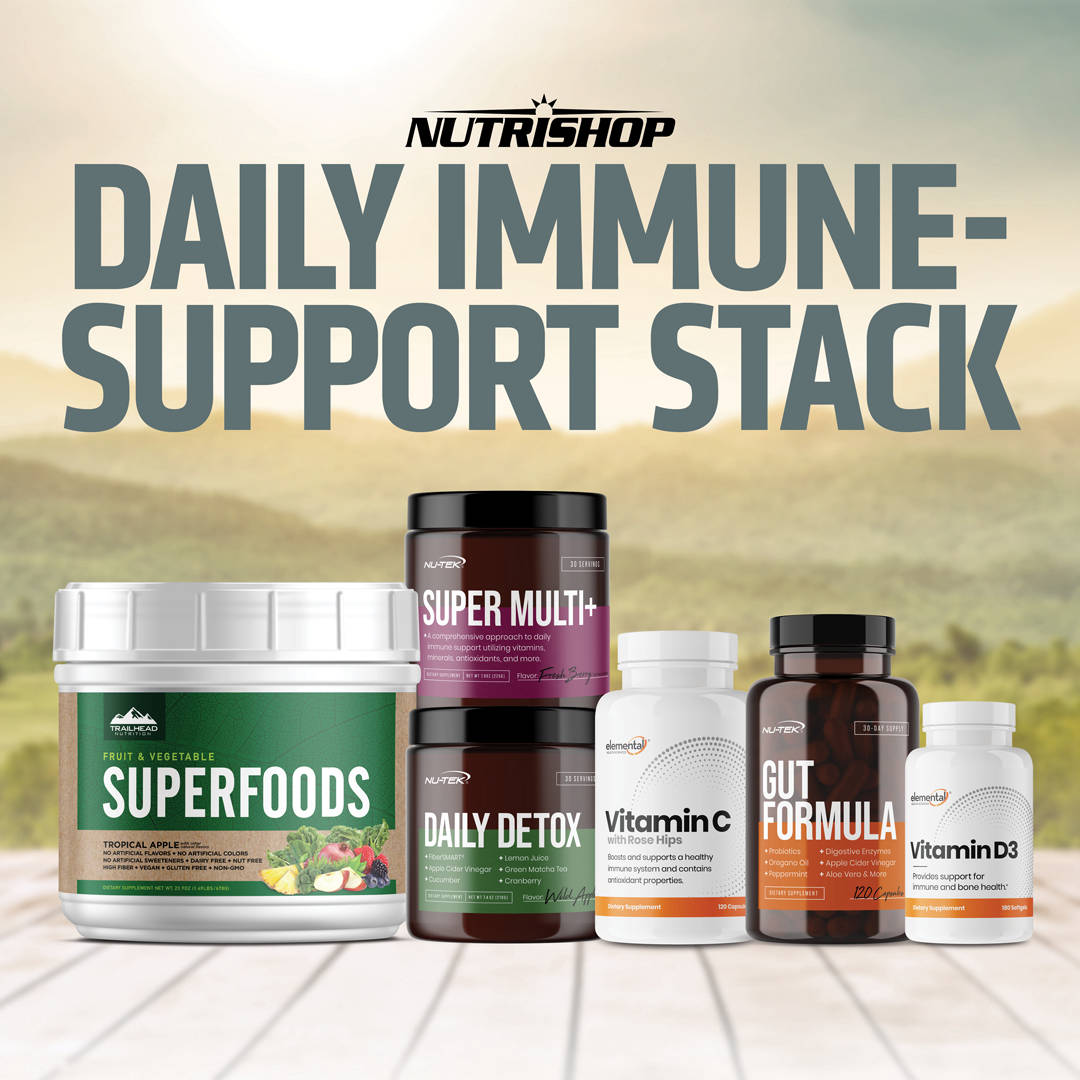 NUTRISHOP
DAILY IMMUNE-
SUPPORT STACK
TRAILHEAD
NUTRITION
FRUIT & VEGETABLE
SUPERFOODS
TROPICAL APPLE
NO ARTIFICIAL FLAVORS + NO ARTIFICIAL COLORS
NO ARTIFICIAL SWEETENERS + DAIRY FREE + NUT FREE
HIGH FIBER + VEGAN + GLUTEN FREE + NON-GMO
DIETARY SUPPLEMENT NET WT.
NU-TEK
30 SERVINGS
SUPER MULTI+
A comprehensive approach to daily
immune support utilizing vitamins,
minerals, antioxidants, and more.
DIETARY SUPPLEMENT
Flavor: Fresh Berry
NU-TEK
30 SERVINGS
DAILY DETOX
FiberSMART®
Apple Cider Vinegar
Cucumber
Lemon Juice
Green Matcha Tea
Cranberry
DIETARY SUPPLEMENT
Flavor: Wild Apple
elemental
Vitamin C
with Rose Hips
Boosts and supports a healthy
immune system and contains
antioxidant properties.
Dietary Supplement
120 Capsules
NU-TEK
30-DAY SUPPLY
GUT
FORMULA
Probiotics
Oregano Oil
Peppermint
Digestive Enzymes
Apple Cider Vinegar
Aloe Vera & More
DIETARY SUPPLEMENT
120 Capsules
elemental
Vitamin D3
Provides support for
immune and bone health.*
Dietary Supplement
180 Softgels